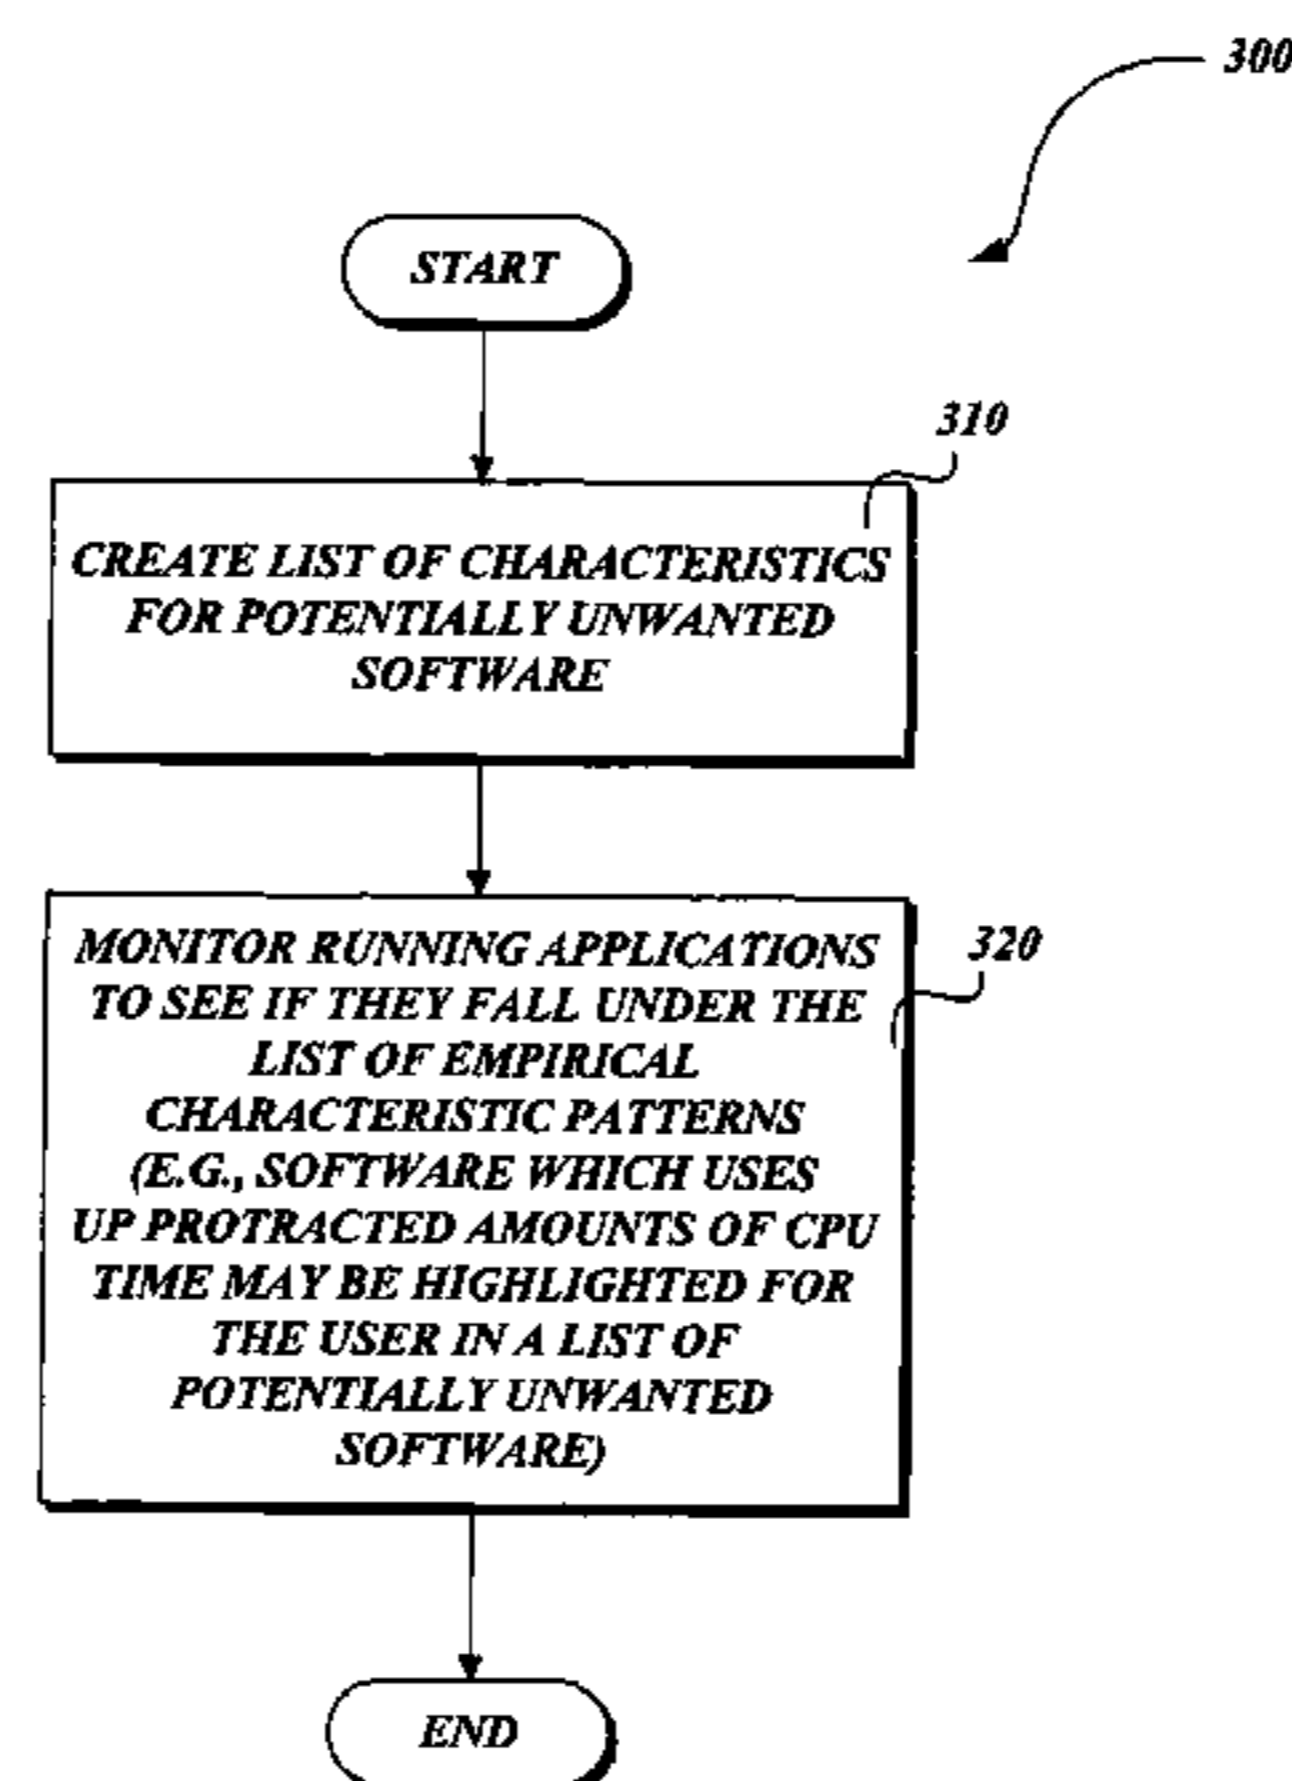 300
START
310
CREATE LIST OF CHARACTERISTICS
FOR POTENTIALLY UNWANTED
SOFTWARE
320
MONITOR RUNNING APPLICATIONS
TO SEE IF THEY FALL UNDER THE
LIST OF EMPIRICAL
CHARACTERISTIC PATTERNS
(E.G., SOFTWARE WHICH USES
UP PROTRACTED AMOUNTS OF CPU
TIME MAY BE HIGHLIGHTED FOR
THE USER IN A LIST OF
POTENTIALLY UNWANTED
SOFTWARE)
END